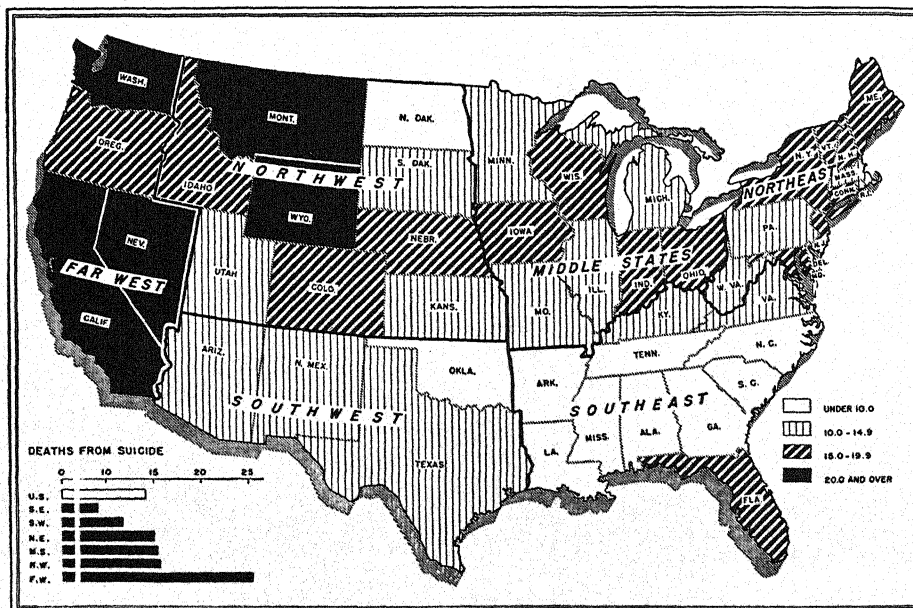 WASH.
MONT.
N. DAK.
MINN.
ME.
OREG.
IDAHO
S. DAK.
WIS.
N.Y.
VT.
N.H.
MASS.
CONN.
R.I.
NORTHWEST
NORTHEAST
WYO.
MICH.
NEV.
NEBR.
IOWA
PA.
N.J.
DEL.
MD.
FAR WEST
UTAH
COLO.
KANS.
MIDDLE STATES
MO.
ILL.
IND.
OHIO
W. VA.
VA.
KY.
CALIF.
ARIZ.
N. MEX.
OKLA.
ARK.
TENN.
N. C.
S. C.
SOUTHWEST
SOUTHEAST
TEXAS
LA.
MISS.
ALA.
GA.
FLA.
UNDER 10.0
10.0 - 14.9
15.0 - 19.9
20.0 AND OVER
DEATHS FROM SUICIDE
0 5 10 15 20 25
U.S.
S.E.
S.W.
N.E.
M.S.
N.W.
F.W.